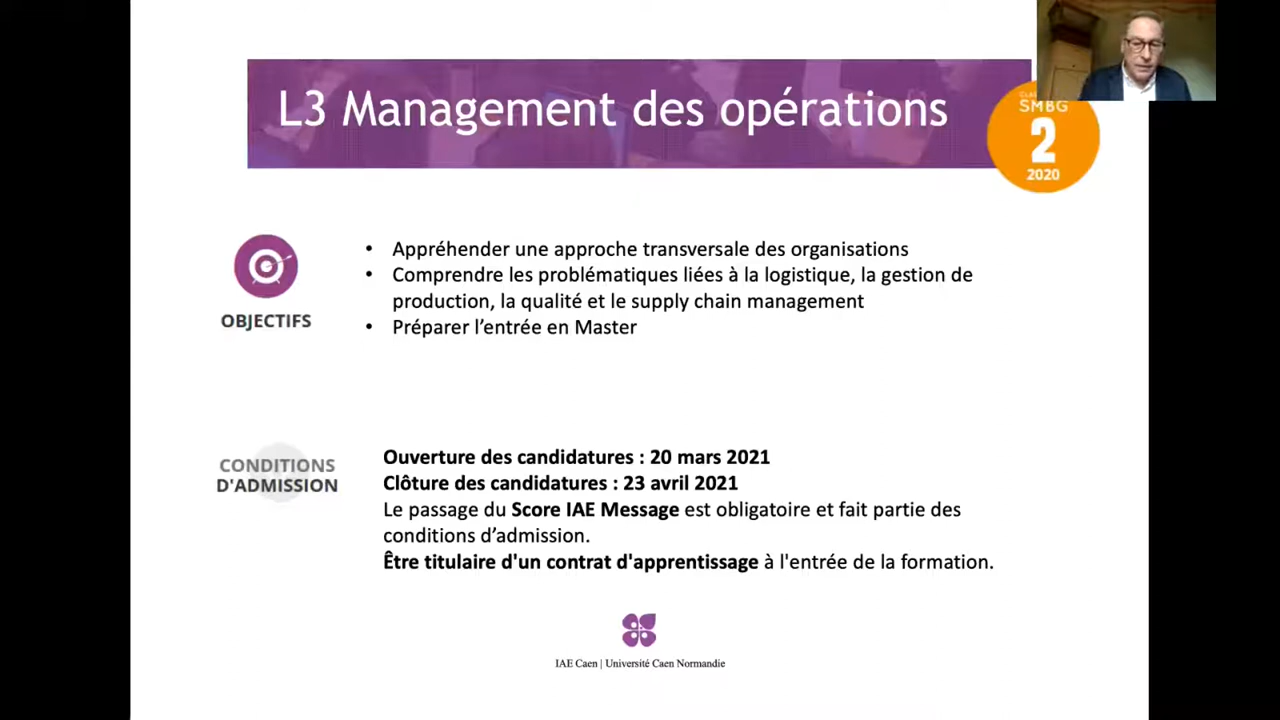 L3 Management des opérations
SMBG
2
2020
• Appréhender une approche transversale des organisations
• Comprendre les problématiques liées à la logistique, la gestion de
production, la qualité et le supply chain management
• Préparer l'entrée en Master
OBJECTIFS
CONDITIONS
D'ADMISSION
Ouverture des candidatures : 20 mars 2021
Clôture des candidatures : 23 avril 2021
Le passage du Score IAE Message est obligatoire et fait partie des
conditions d’admission.
Être titulaire d'un contrat d'apprentissage à l'entrée de la formation.
IAE Caen | Université Caen Normandie